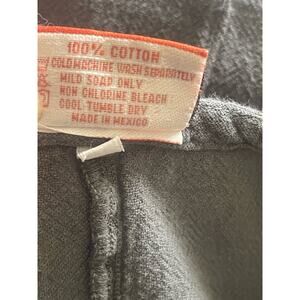 100% COTTON
COLD MACHINE WASH SEPARATELY
MILD SOAP ONLY
NON CHLORINE BLEACH
COOL TUMBLE DRY
MADE IN MEXICO